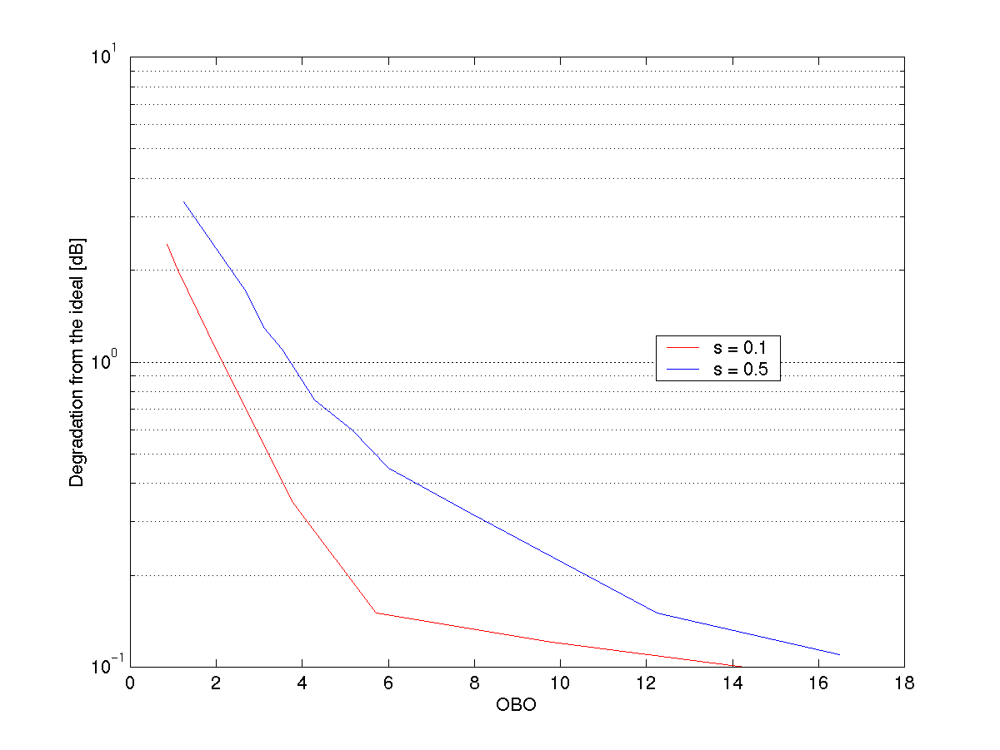 10^1
10^0
10^-1
Degradation from the ideal [dB]
s = 0.1
s = 0.5
0 2 4 6 8 10 12 14 16 18
OBO